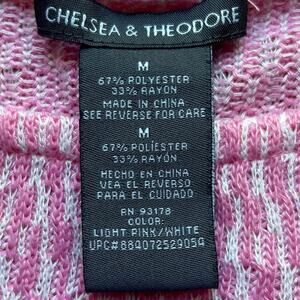 CHELSEA & THEODORE
M
67% POLYESTER
33% RAYON
MADE IN CHINA
SEE REVERSE FOR CARE
M
67% POLIÉSTER
33% RAYÓN
HECHO EN CHINA
VEA EL REVERSO
PARA EL CUIDADO
RN 93178
COLOR:
LIGHT PINK/WHITE
UPC#884072529054